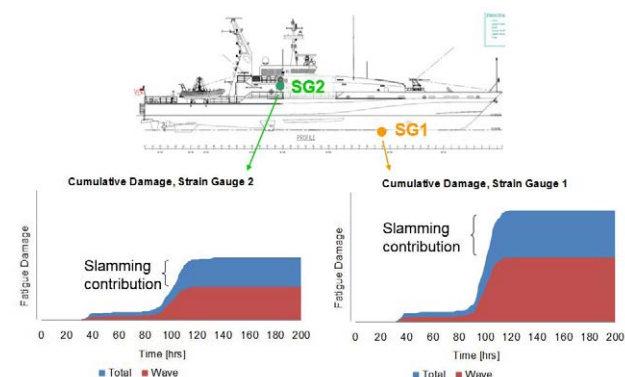 SG2
SG1
PROFILE
Cumulative Damage, Strain Gauge 2
Cumulative Damage, Strain Gauge 1
Slamming
contribution
Fatigue Damage
0 20 40 60 80 100 120 140 160 180 200
Time [hrs]
Total Wave
Slamming
contribution
Fatigue Damage
0 20 40 60 80 100 120 140 160 180 200
Time [hrs]
Total Wave